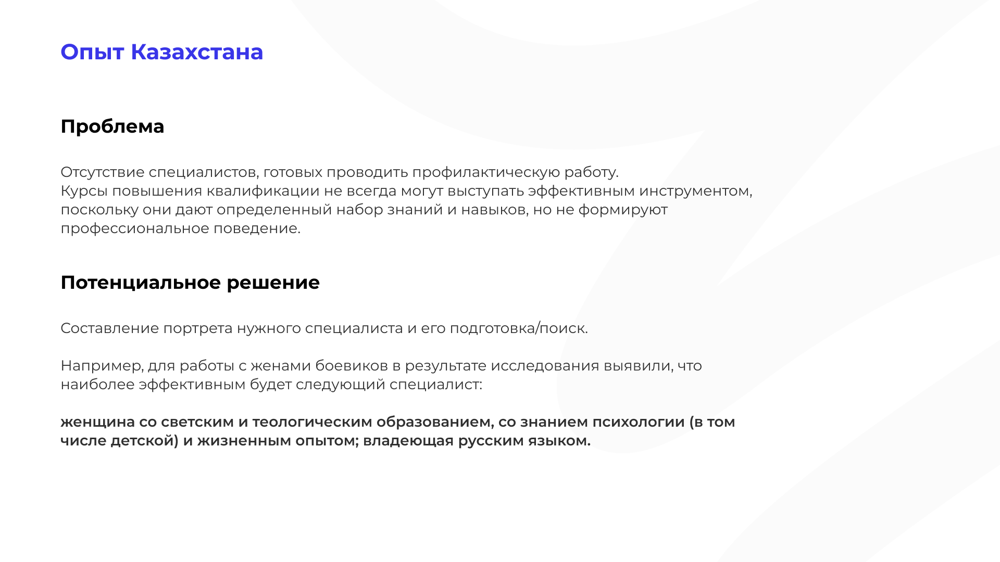 Опыт Казахстана
Проблема
Отсутствие специалистов, готовых проводить профилактическую работу.
Курсы повышения квалификации не всегда могут выступать эффективным инструментом,
поскольку они дают определенный набор знаний и навыков, но не формируют
профессиональное поведение.
Потенциальное решение
Составление портрета нужного специалиста и его подготовка/поиск.
Например, для работы с женами боевиков в результате исследования выявили, что
наиболее эффективным будет следующий специалист:
женщина со светским и теологическим образованием, со знанием психологии (в том
числе детской) и жизненным опытом; владеющая русским языком.